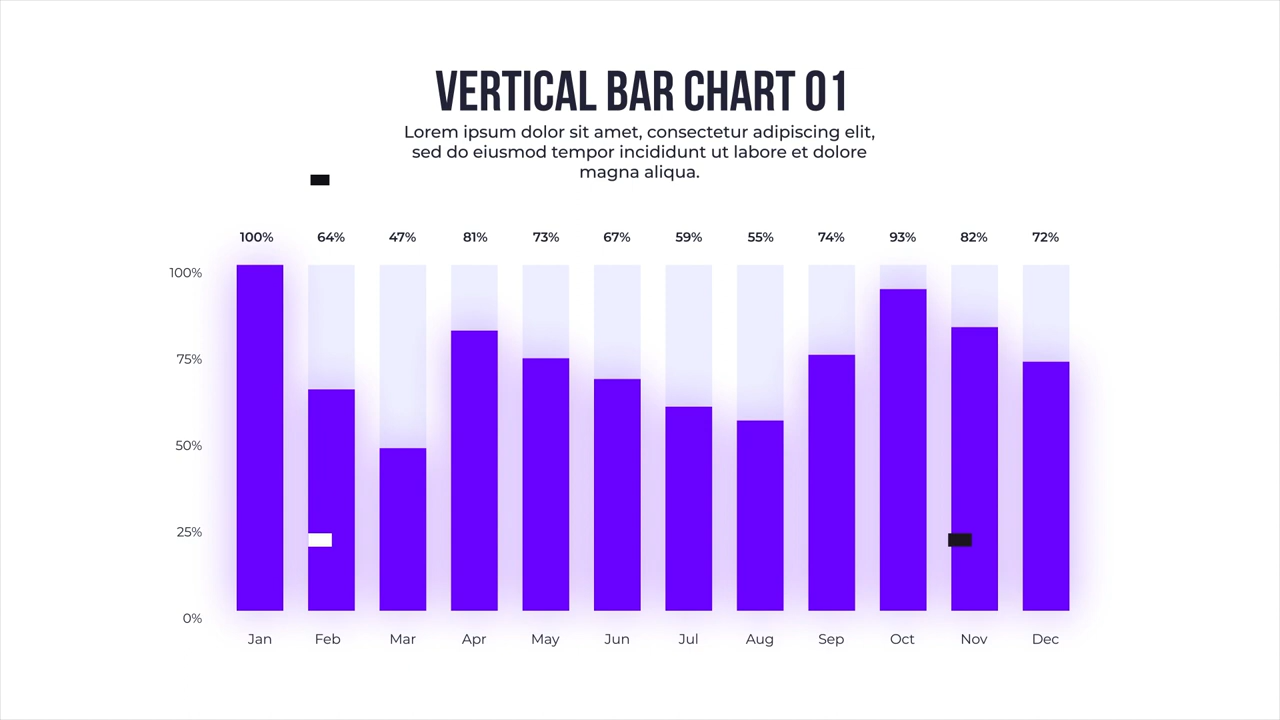 VERTICAL BAR CHART 01
Lorem ipsum dolor sit amet, consectetur adipiscing elit,
sed do eiusmod tempor incididunt ut labore et dolore
magna aliqua.
100% 64% 47% 81% 73% 67% 59% 55% 74% 93% 82% 72%
100%
75%
50%
25%
0%
Jan Feb Mar Apr May Jun Jul Aug Sep Oct Nov Dec